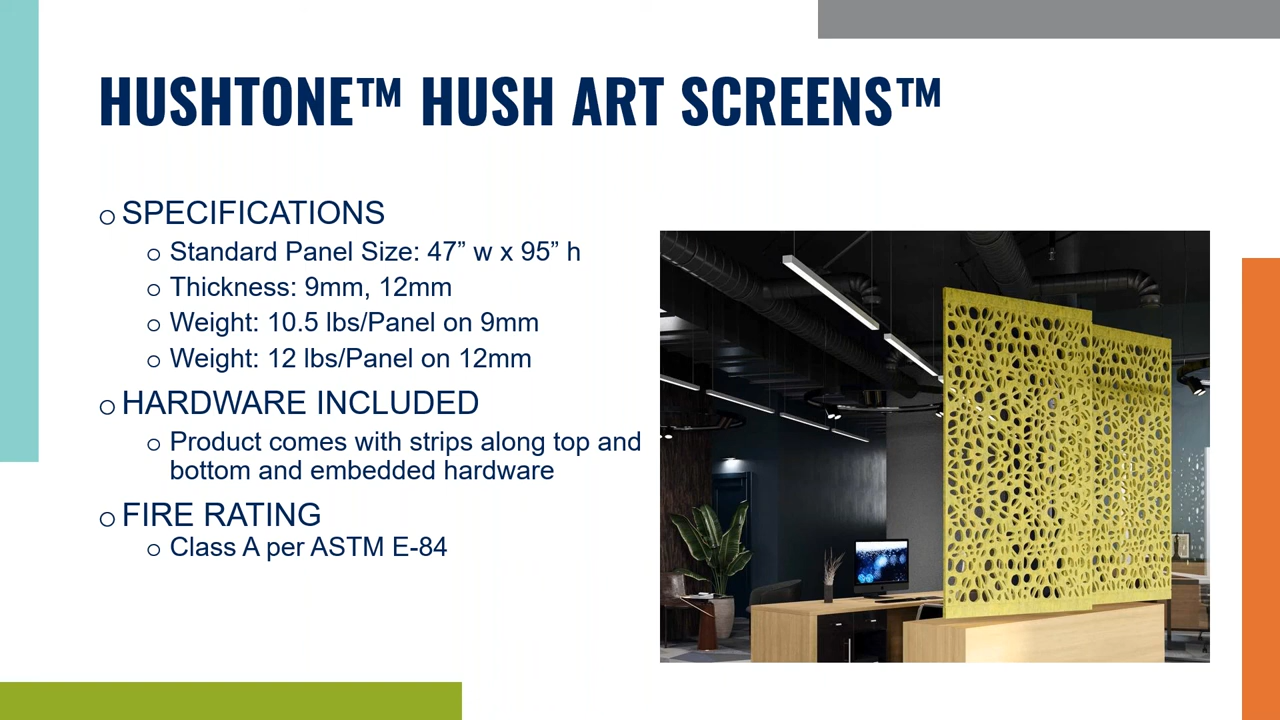 HUSHTONE™ HUSH ART SCREENS™
SPECIFICATIONS
Standard Panel Size: 47” w x 95” h
Thickness: 9mm, 12mm
Weight: 10.5 lbs/Panel on 9mm
Weight: 12 lbs/Panel on 12mm
HARDWARE INCLUDED
Product comes with strips along top and
bottom and embedded hardware
FIRE RATING
Class A per ASTM E-84